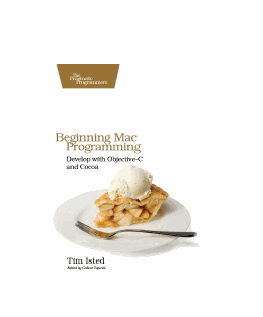 The
Pragmatic
Programmers
Beginning Mac
Programming
Develop with Objective-C
and Cocoa
Tim Isted
Edited by Colleen Toporek